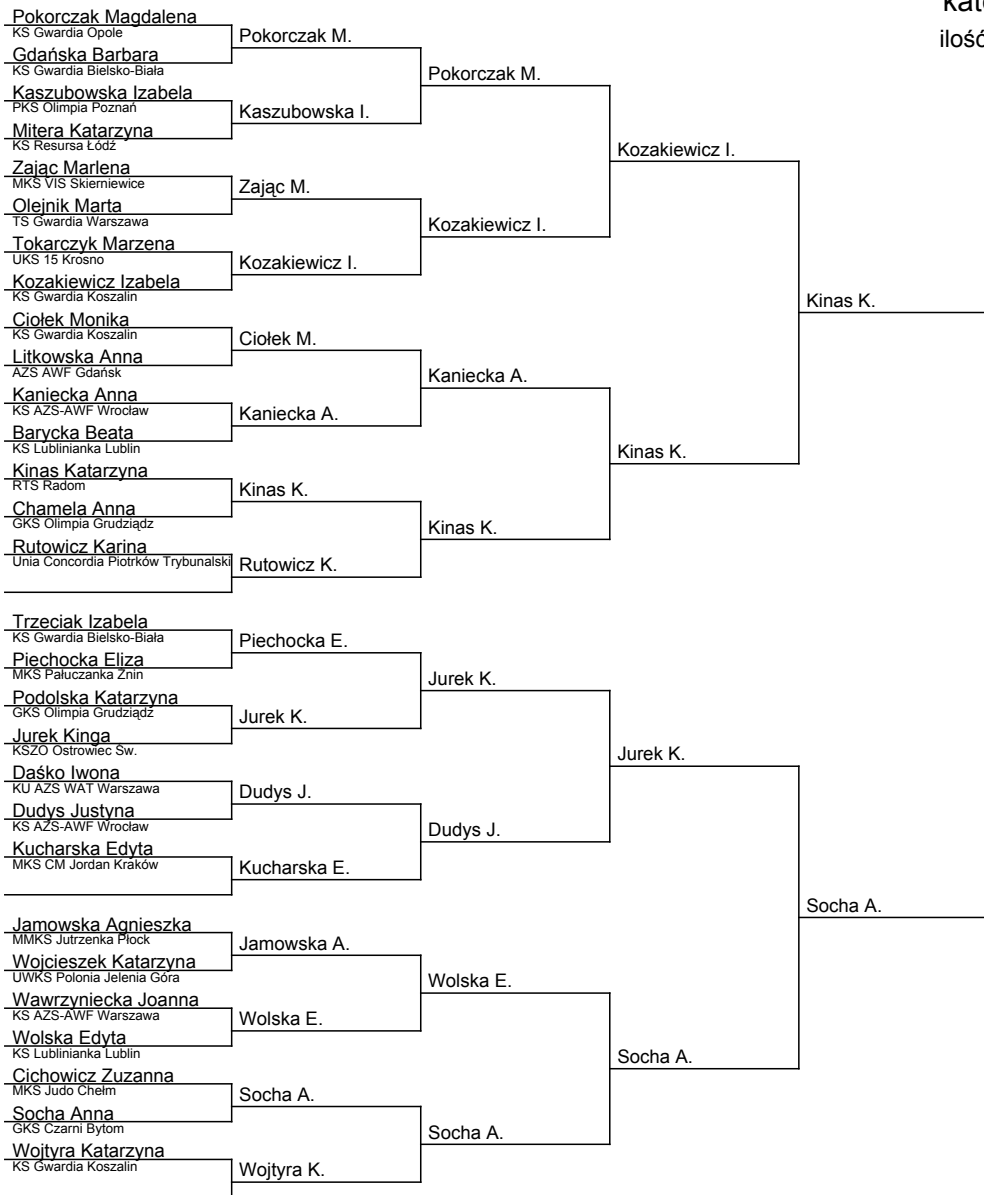 kat
ilość
Pokorczak Magdalena
KS Gwardia Opole
Gdańska Barbara
KS Gwardia Bielsko-Biała
Kaszubowska Izabela
PKS Olimpia Poznań
Mitera Katarzyna
KS Resursa Łódź
Zając Marlena
MKS VIS Skierniewice
Olejnik Marta
TS Gwardia Warszawa
Tokarczyk Marzena
UKS 15 Krosno
Kozakiewicz Izabela
KS Gwardia Koszalin
Ciołek Monika
KS Gwardia Koszalin
Litkowska Anna
AZS AWF Gdańsk
Kaniecka Anna
KS AZS-AWF Wrocław
Barycka Beata
KS Lublinianka Lublin
Kinas Katarzyna
RTS Radom
Chamela Anna
GKS Olimpia Grudziądz
Rutowicz Karina
Unia Concordia Piotrków Trybunalski
Trzeciak Izabela
KS Gwardia Bielsko-Biała
Piechocka Eliza
MKS Pałuczanka Żnin
Podolska Katarzyna
GKS Olimpia Grudziądz
Jurek Kinga
KSZO Ostrowiec Św.
Daśko Iwona
KU AZS WAT Warszawa
Dudys Justyna
KS AZS-AWF Wrocław
Kucharska Edyta
MKS CM Jordan Kraków
Jamowska Agnieszka
MMKS Jutrzenka Płock
Wojcieszek Katarzyna
UWKS Polonia Jelenia Góra
Wawrzyniecka Joanna
KS AZS-AWF Warszawa
Wolska Edyta
KS Lublinianka Lublin
Cichowicz Zuzanna
MKS Judo Chełm
Socha Anna
GKS Czarni Bytom
Wojtyra Katarzyna
KS Gwardia Koszalin
Pokorczak M.
Kaszubowska I.
Zając M.
Kozakiewicz I.
Ciołek M.
Kaniecka A.
Kinas K.
Rutowicz K.
Piechocka E.
Jurek K.
Dudys J.
Kucharska E.
Jamowska A.
Wolska E.
Socha A.
Wojtyra K.
Pokorczak M.
Kozakiewicz I.
Kaniecka A.
Kinas K.
Jurek K.
Dudys J.
Wolska E.
Socha A.
Kozakiewicz I.
Kinas K.
Jurek K.
Socha A.
Kinas K.
Socha A.